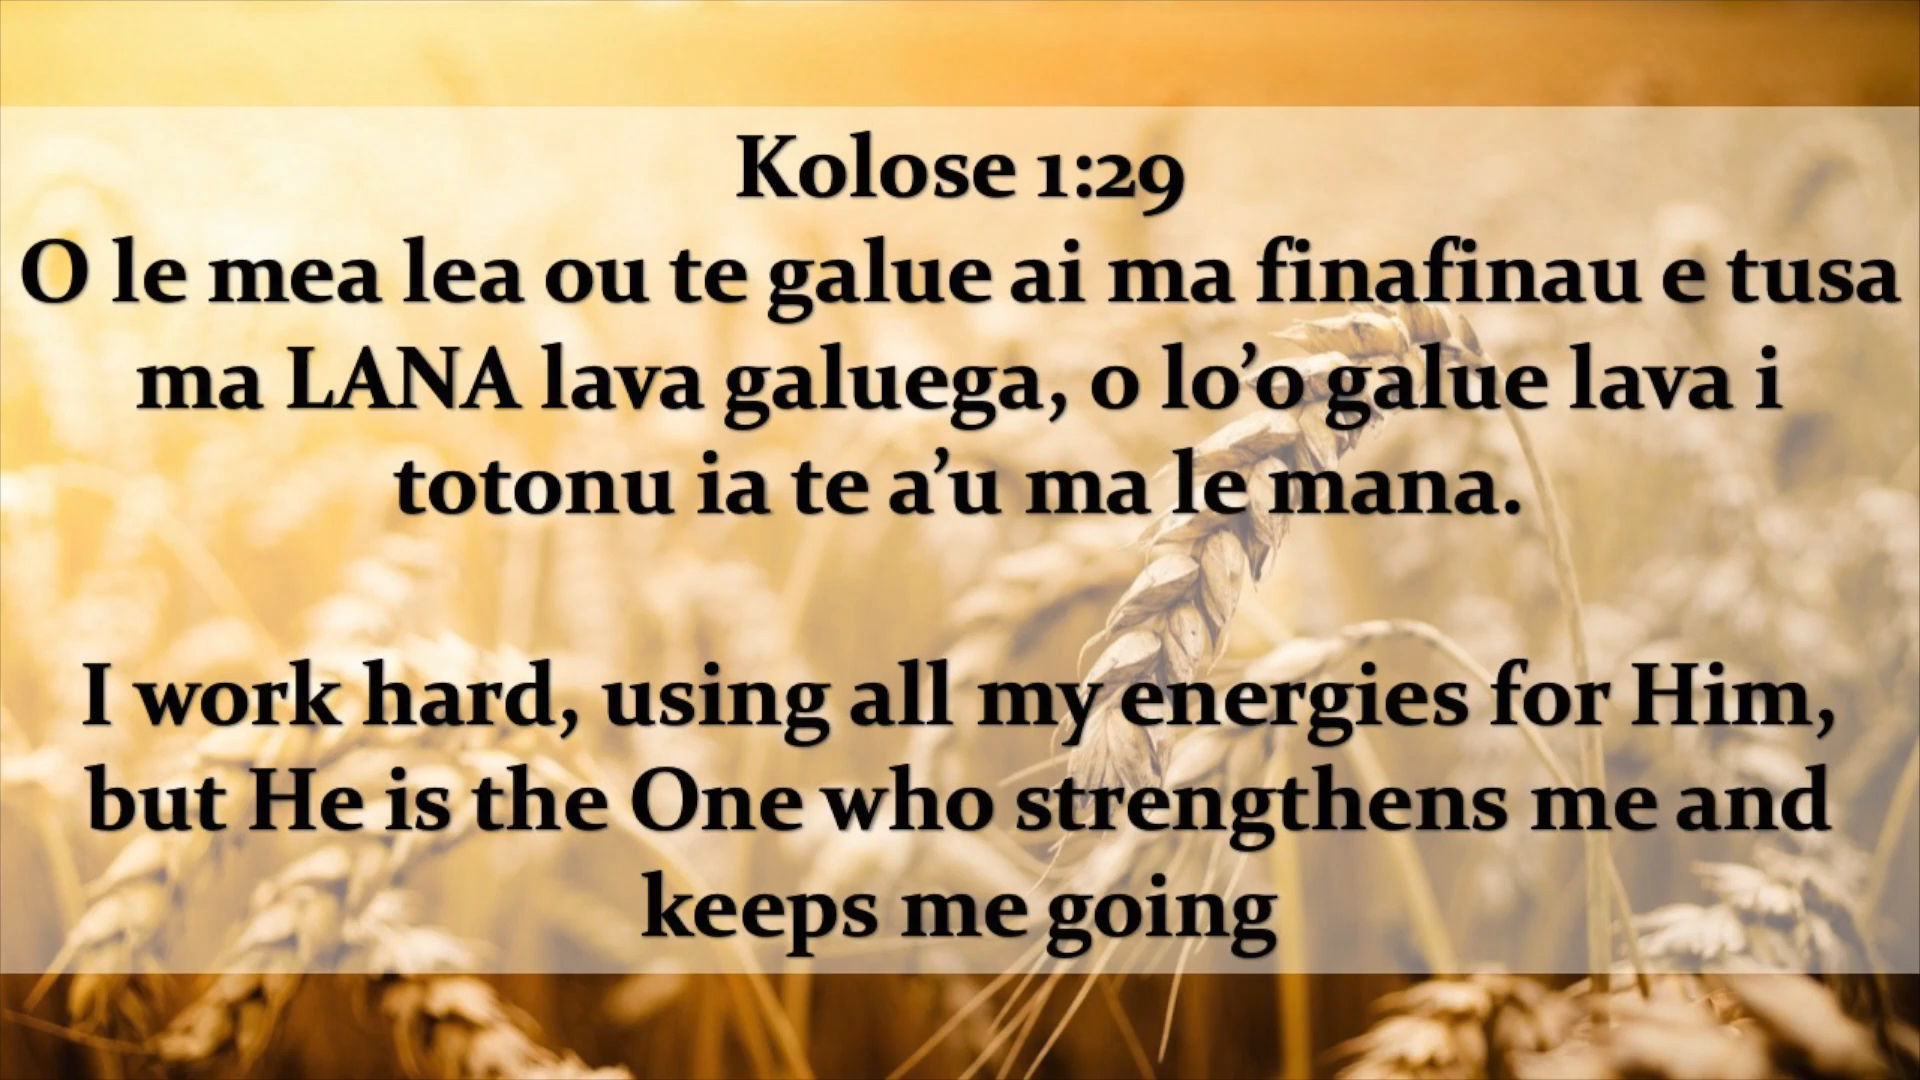 Kolose 1:29
O le mea lea ou te galue ai ma finafinau e tusa
ma LANA lava galuega, o lo’o galue lava i
totonu ia te a’u ma le mana.
I work hard, using all my energies for Him,
but He is the One who strengthens me and
keeps me going